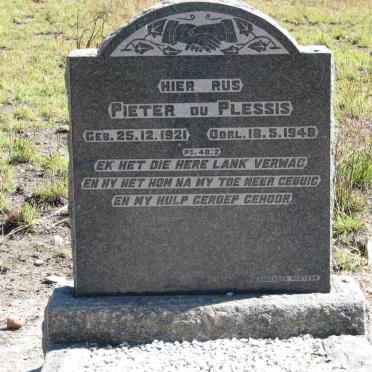 HIER RUS
PIETER DU PLESSIS
GEB. 25.12.1921 OORL. 18.5.1948
PS. 40:2
EK HET DIE HERE LANK VERWAG,
EN HY HET HOM NA MY TOE NEER GEBUIG
EN MY HULP GEROEP GEHOOR